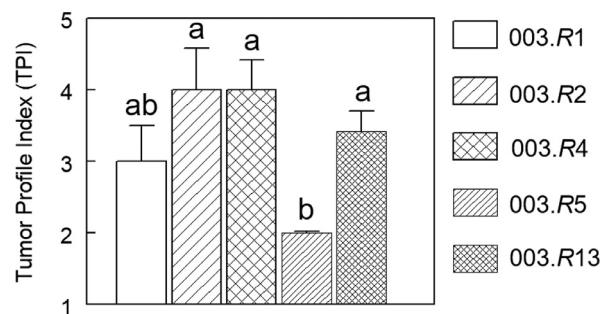 Tumor Profile Index (TPI)
5
4
3
2
1
ab
a
a
b
a
003.R1
003.R2
003.R4
003.R5
003.R13